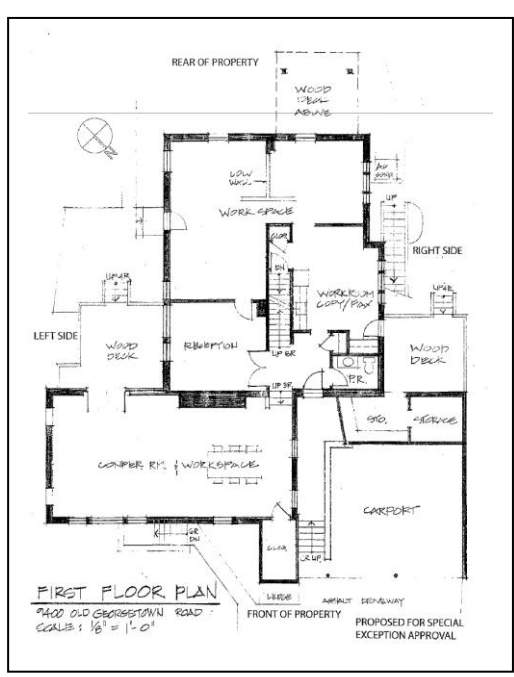 REAR OF PROPERTY
WOOD
DECK
ABOVE
LOW
WALL
WORK SPACE
UP
RIGHT SIDE
CLOS.
DN
UP 4R
WORKROOM
COPY/FAX
UP 4R
LEFT SIDE
WOOD
DECK
RECEPTION
UP 15R
WOOD
DECK
P.R.
UP 3R
STO.
STORAGE
CONFER. RM. & WORKSPACE
CARPORT
DN
CLOS.
UP
LEDGE
ASPHALT DRIVEWAY
FIRST FLOOR PLAN
9400 OLD GEORGETOWN ROAD
SCALE: 1/8" = 1'-0"
FRONT OF PROPERTY
PROPOSED FOR SPECIAL
EXCEPTION APPROVAL